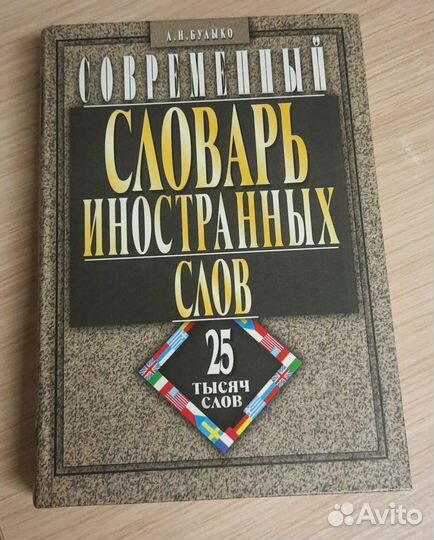 А.Н.БУЛЫКО
СОВРЕМЕННЫЙ
СЛОВАРЬ
ИНОСТРАННЫХ
СЛОВ
25
ТЫСЯЧ
СЛОВ
Avito